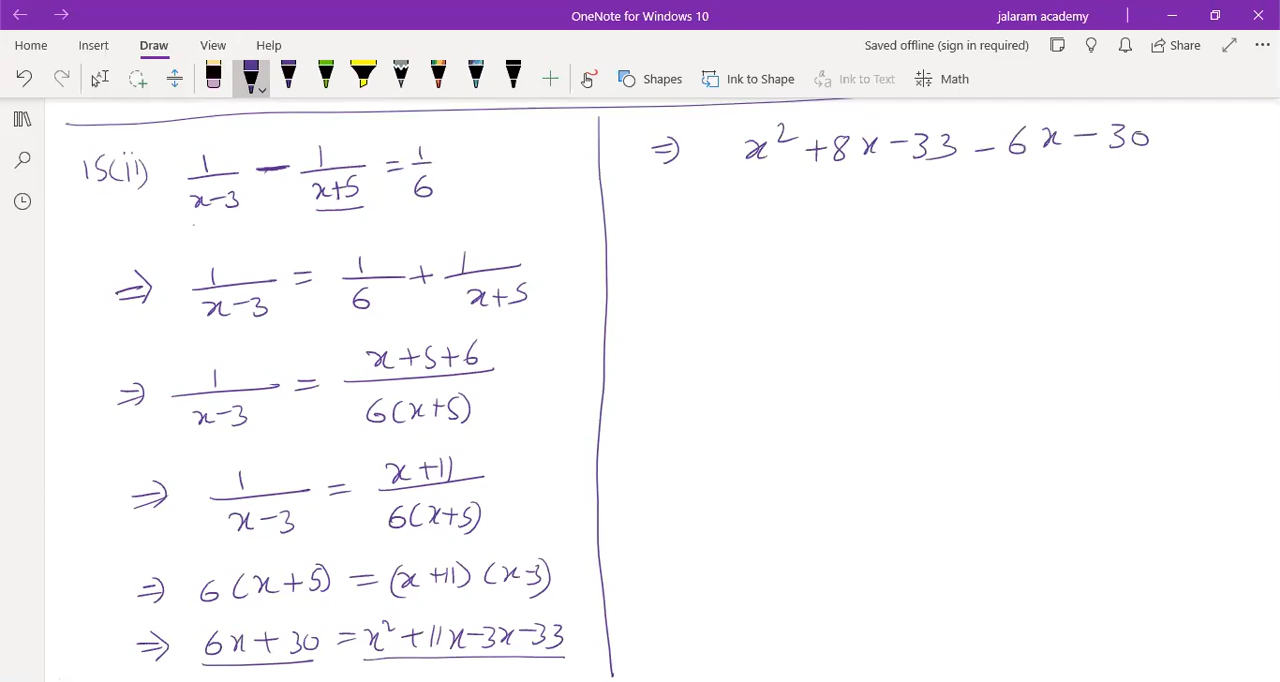 OneNote for Windows 10
jalaram academy
Home Insert Draw View Help
Saved offline (sign in required) Share
Shapes Ink to Shape Ink to Text Math
15(ii) 1/(x-3) - 1/(x+5) = 1/6
⇒ 1/(x-3) = 1/6 + 1/(x+5)
⇒ 1/(x-3) = (x+5+6)/(6(x+5))
⇒ 1/(x-3) = (x+11)/(6(x+5))
⇒ 6(x+5) = (x+11)(x-3)
⇒ 6x+30 = x²+11x-3x-33
⇒ x²+8x-33-6x-30